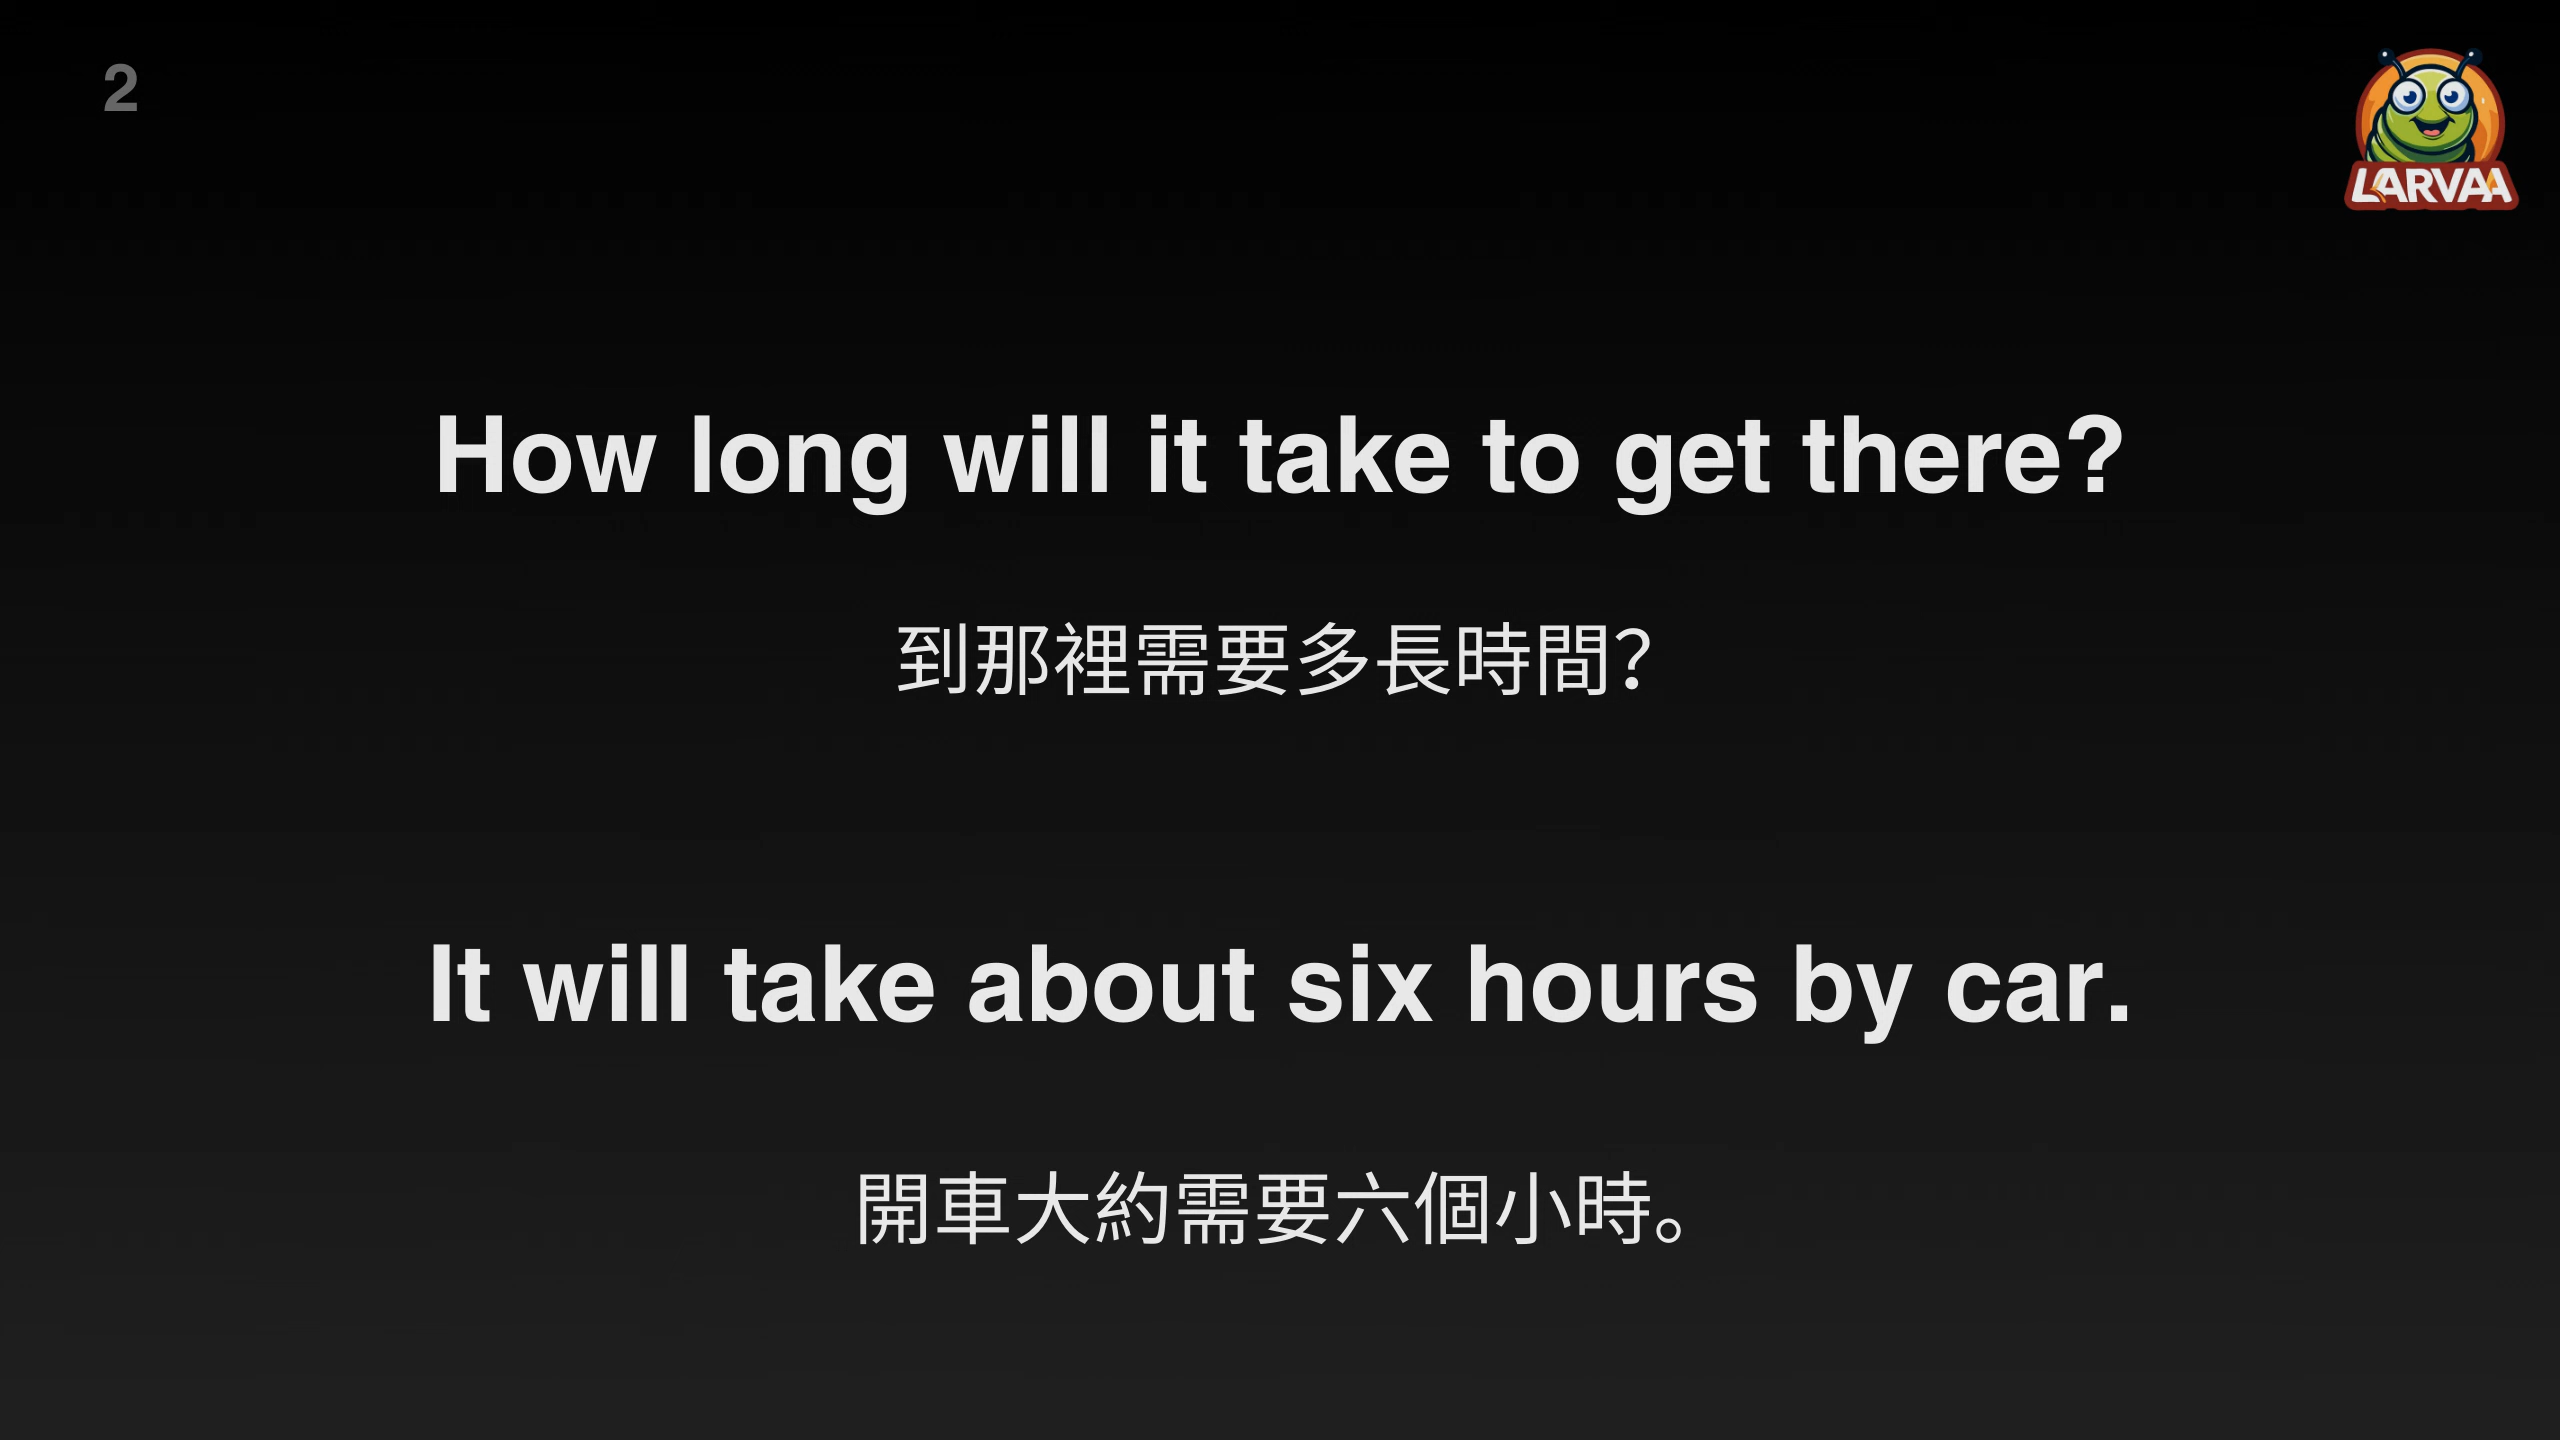 2
LARVAA
How long will it take to get there?
到那裡需要多長時間？
It will take about six hours by car.
開車大約需要六個小時。